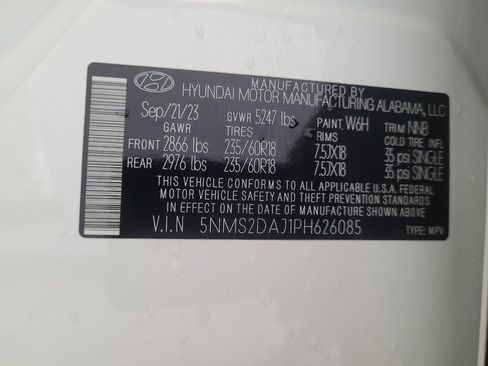 MANUFACTURED BY
HYUNDAI MOTOR MANUFACTURING ALABAMA, LLC
Sep/21/23 GVWR 5247 lbs PAINT W6H TRIM NNB
GAWR TIRES RIMS COLD TIRE INFL
FRONT 2866 lbs 235/60R18 7.5JX18 35 psi SINGLE
REAR 2976 lbs 235/60R18 7.5JX18 35 psi SINGLE
THIS VEHICLE CONFORMS TO ALL APPLICABLE U.S.A. FEDERAL
MOTOR VEHICLE SAFETY AND THEFT PREVENTION STANDARDS
IN EFFECT ON THE DATE OF MANUFACTURE SHOWN ABOVE
V.I.N 5NMS2DAJ1PH626085 TYPE: MPV